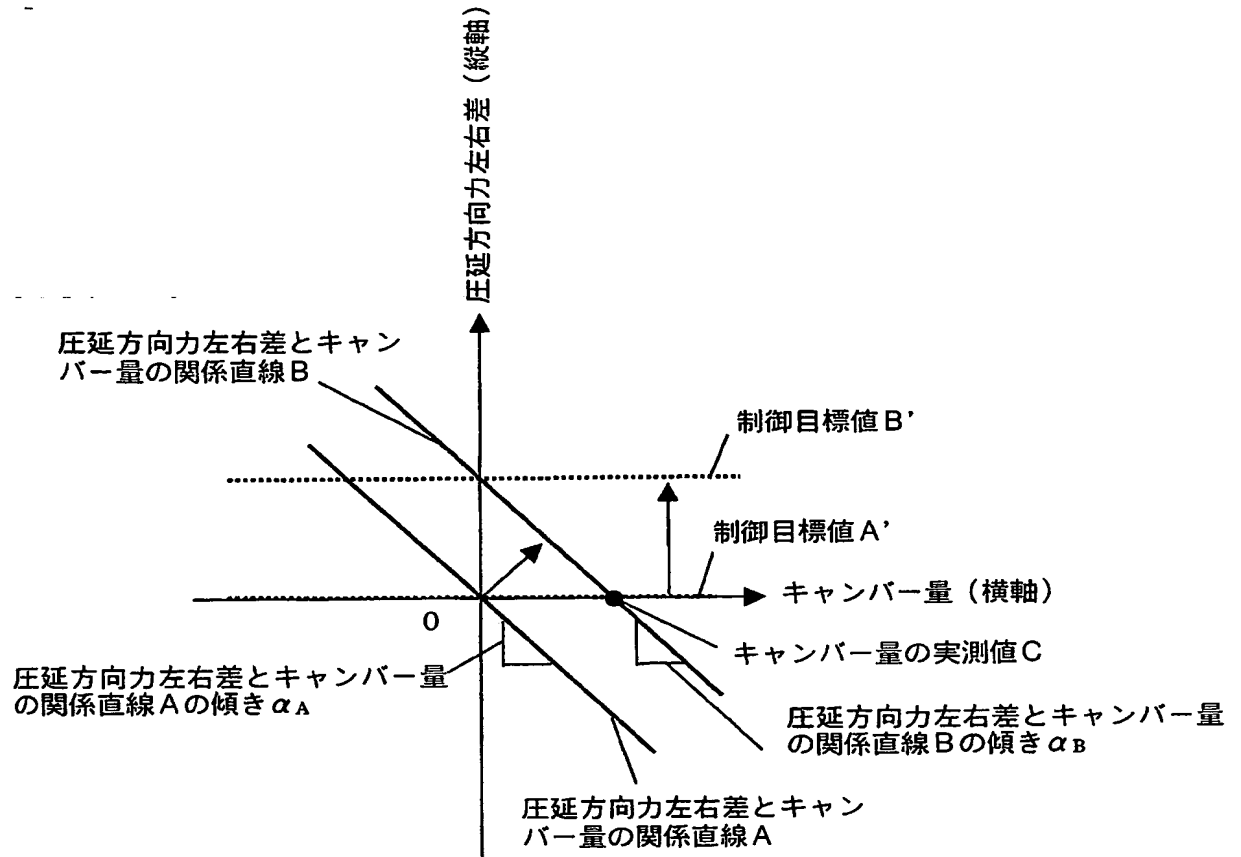 圧延方向力左右差（縦軸）
圧延方向力左右差とキャン
バー量の関係直線B
制御目標値B’
制御目標値A’
キャンバー量（横軸）
0
キャンバー量の実測値C
圧延方向力左右差とキャンバー量
の関係直線Aの傾きαA
圧延方向力左右差とキャンバー量
の関係直線Bの傾きαB
圧延方向力左右差とキャン
バー量の関係直線A